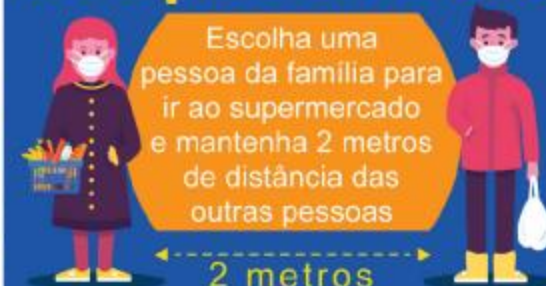 Escolha uma
pessoa da família para
ir ao supermercado
e mantenha 2 metros
de distância das
outras pessoas
2 metros